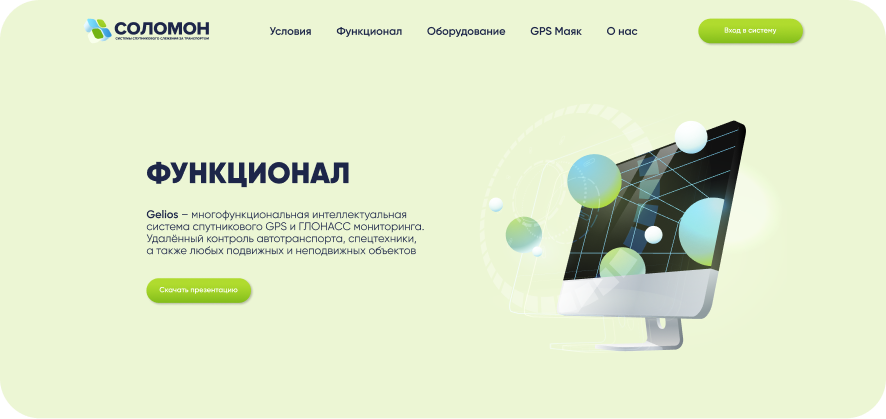 СОЛОМОН
СИСТЕМЫ СПУТНИКОВОГО СЛЕЖЕНИЯ ЗА ТРАНСПОРТОМ
Условия
Функционал
Оборудование
GPS Маяк
О нас
Вход в систему
ФУНКЦИОНАЛ
Gelios – многофункциональная интеллектуальная
система спутникового GPS и ГЛОНАСС мониторинга.
Удалённый контроль автотранспорта, спецтехники,
а также любых подвижных и неподвижных объектов
Скачать презентацию